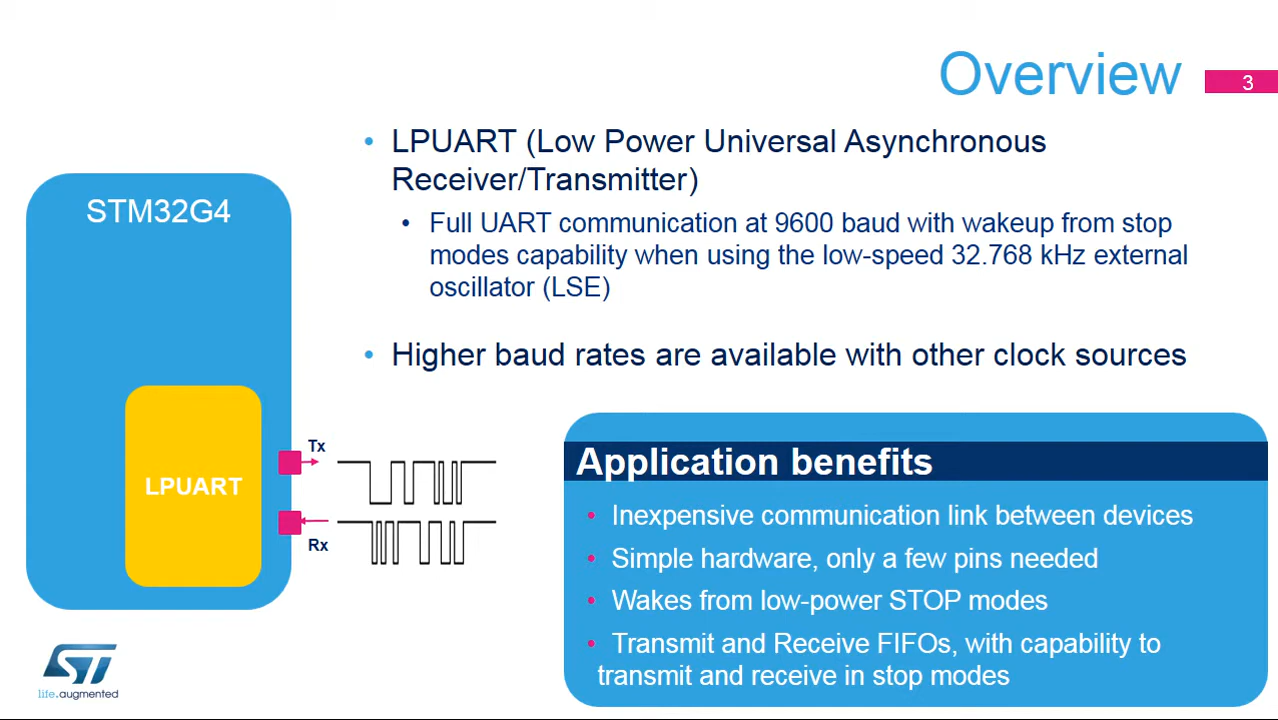 Overview
3
• LPUART (Low Power Universal Asynchronous
Receiver/Transmitter)
• Full UART communication at 9600 baud with wakeup from stop
modes capability when using the low-speed 32.768 kHz external
oscillator (LSE)
• Higher baud rates are available with other clock sources
STM32G4
LPUART
Tx
Rx
Application benefits
• Inexpensive communication link between devices
• Simple hardware, only a few pins needed
• Wakes from low-power STOP modes
• Transmit and Receive FIFOs, with capability to
transmit and receive in stop modes
ST
life.augmented